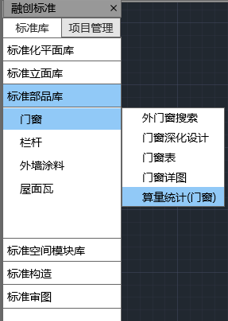 融创标准 ×
标准库 项目管理
标准化平面库
标准立面库
标准部品库
门窗
栏杆
外墙涂料
屋面瓦
外门窗搜索
门窗深化设计
门窗表
门窗详图
算量统计(门窗)
标准空间模块库
标准构造
标准审图